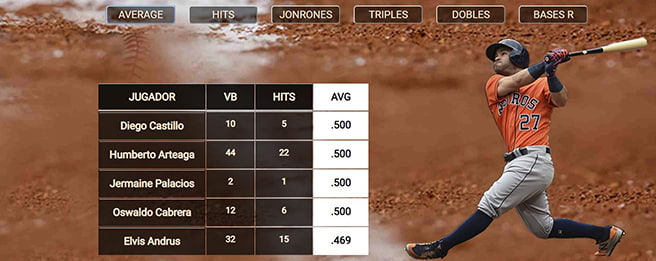 AVERAGE HITS JONRONES TRIPLES DOBLES BASES R
JUGADOR VB HITS AVG
Diego Castillo 10 5 .500
Humberto Arteaga 44 22 .500
Jermaine Palacios 2 1 .500
Oswaldo Cabrera 12 6 .500
Elvis Andrus 32 15 .469
ROS
27